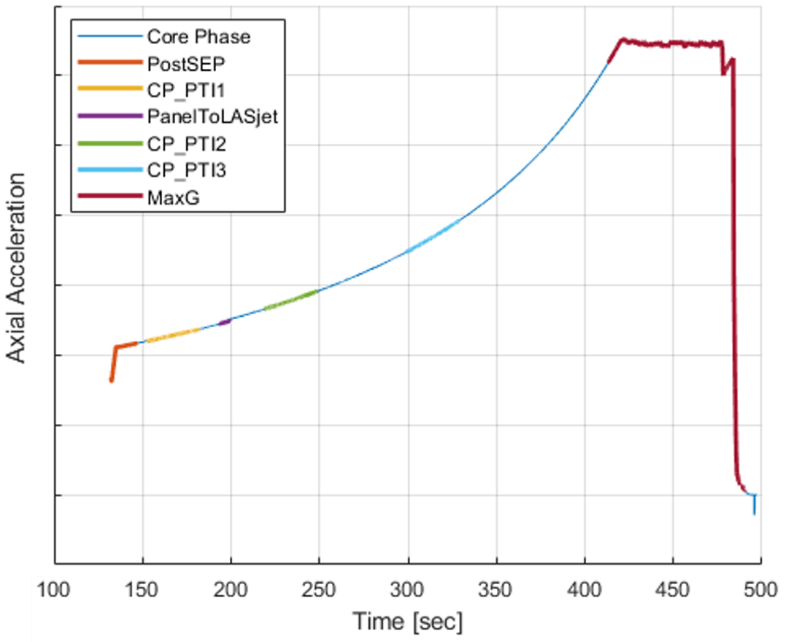 Core Phase
PostSEP
CP_PTI1
PanelToLASjet
CP_PTI2
CP_PTI3
MaxG
Axial Acceleration
100 150 200 250 300 350 400 450 500
Time [sec]